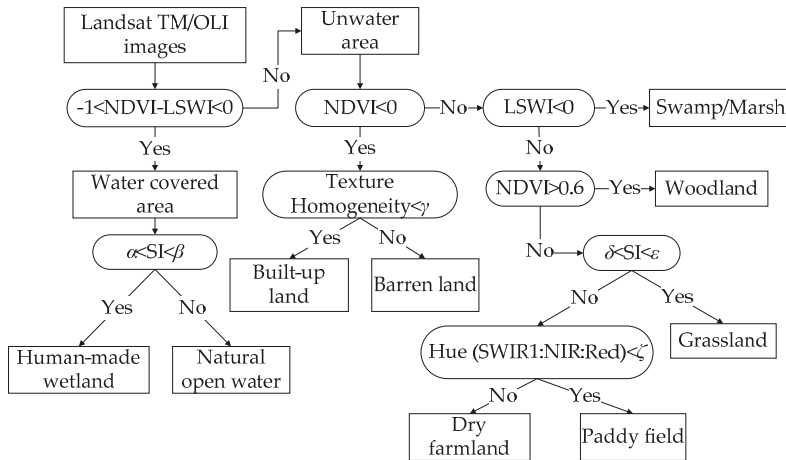 Landsat TM/OLI
images
Unwater
area
No
-1<NDVI-LSWI<0
NDVI<0
No
LSWI<0
Yes
Swamp/Marsh
Yes
Yes
No
Water covered
area
Texture
Homogeneity<γ
NDVI>0.6
Yes
Woodland
Yes
No
No
α<SI<β
δ<SI<ε
Built-up
land
Barren land
Yes
No
No
Yes
Grassland
Human-made
wetland
Natural
open water
Hue (SWIR1:NIR:Red)<ζ
No
Yes
Dry
farmland
Paddy field